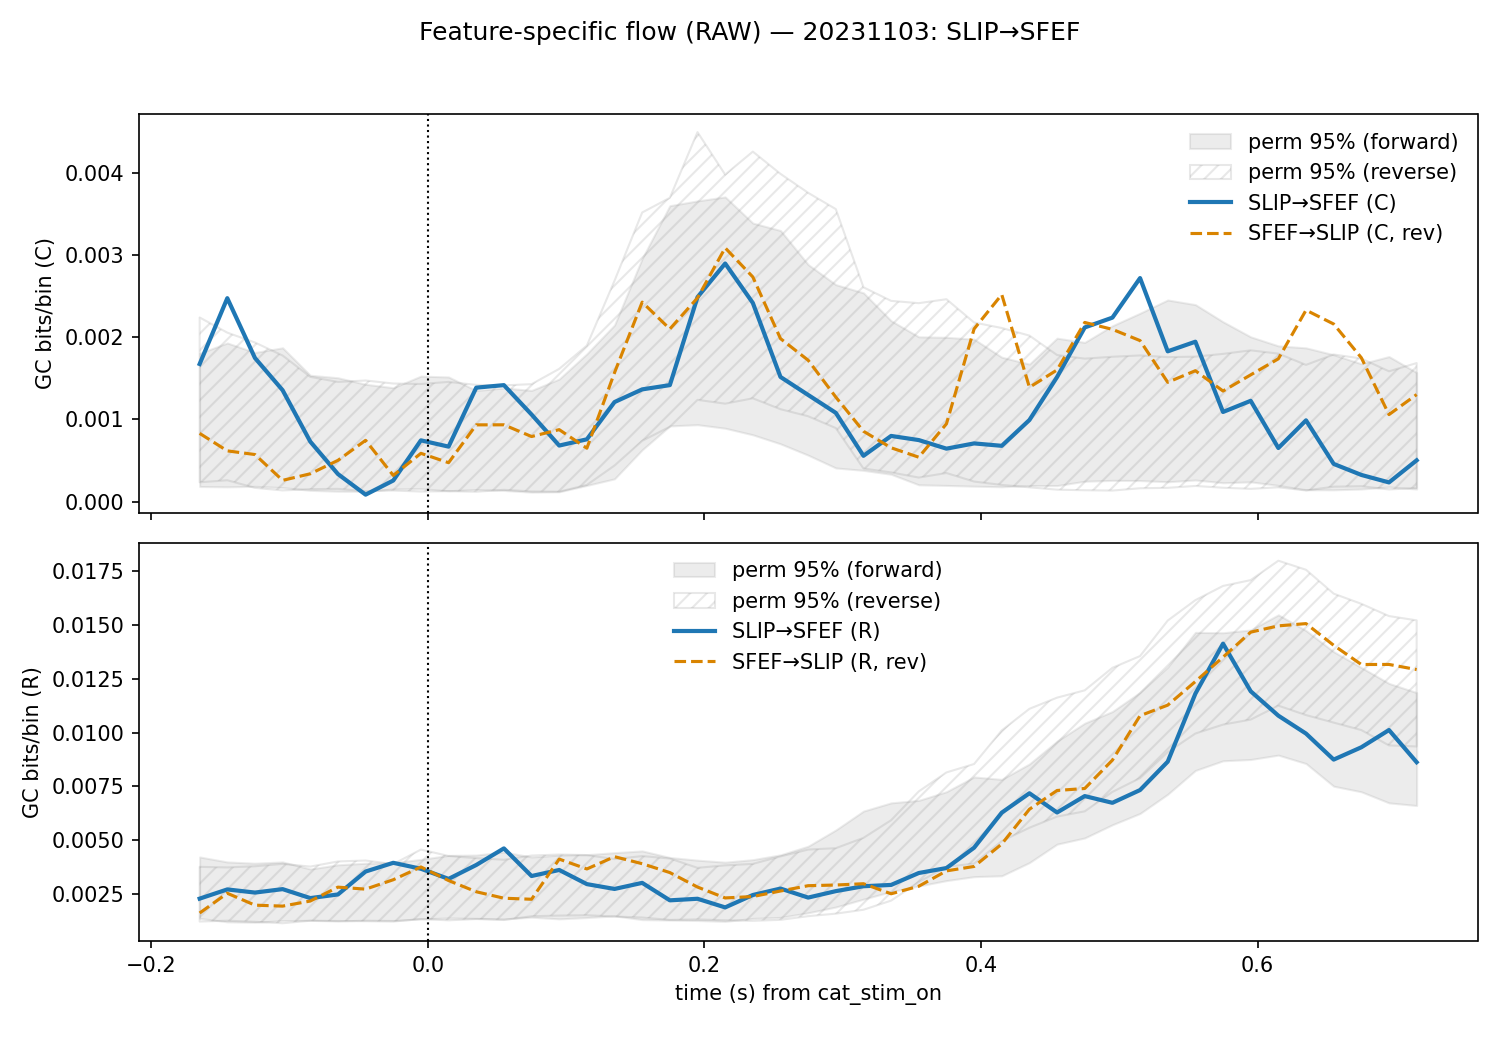 Feature-specific flow (RAW) — 20231103: SLIP→SFEF
GC bits/bin (C)
0.004
0.003
0.002
0.001
0.000
perm 95% (forward)
perm 95% (reverse)
SLIP→SFEF (C)
SFEF→SLIP (C, rev)
GC bits/bin (R)
0.0175
0.0150
0.0125
0.0100
0.0075
0.0050
0.0025
perm 95% (forward)
perm 95% (reverse)
SLIP→SFEF (R)
SFEF→SLIP (R, rev)
−0.2 0.0 0.2 0.4 0.6
time (s) from cat_stim_on